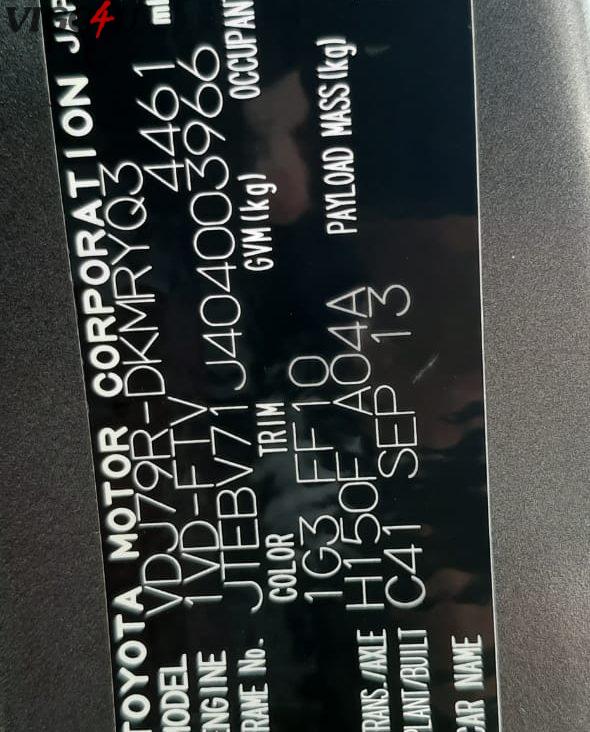 TOYOTA MOTOR CORPORATION
MODEL VDJ79R-DKMRYQ3
ENGINE 1VD-FTV 4461
FRAME No. JTEBV71J404003966
COLOR TRIM GVM(kg)
1G3 FF10
TRANS./AXLE H150F A04A PAYLOAD MASS(kg)
PLANT/BUILT C41 SEP 13
CAR NAME